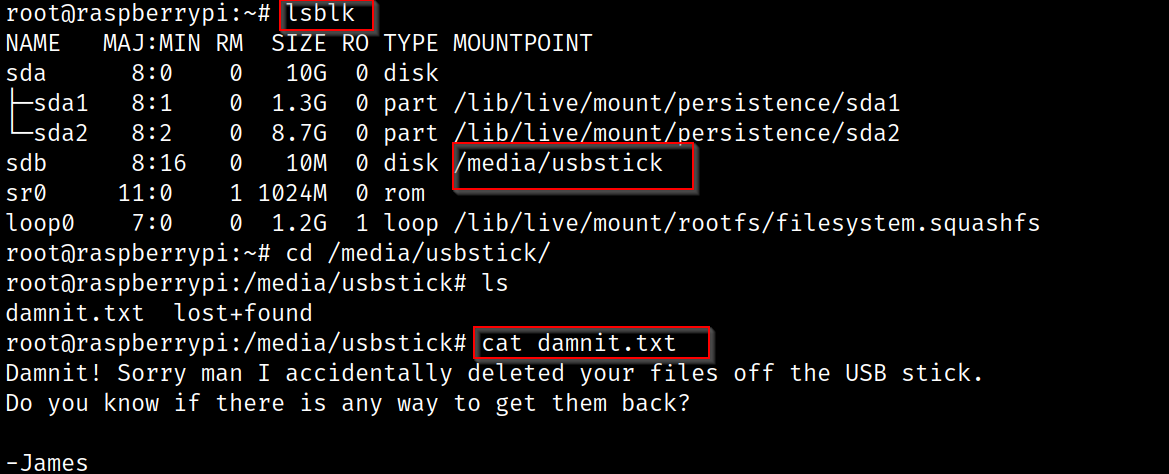 root@raspberrypi:~# lsblk
NAME   MAJ:MIN RM  SIZE RO TYPE MOUNTPOINT
sda      8:0    0   10G  0 disk
├─sda1   8:1    0  1.3G  0 part /lib/live/mount/persistence/sda1
└─sda2   8:2    0  8.7G  0 part /lib/live/mount/persistence/sda2
sdb      8:16   0   10M  0 disk /media/usbstick
sr0     11:0    1 1024M  0 rom
loop0    7:0    0  1.2G  1 loop /lib/live/mount/rootfs/filesystem.squashfs
root@raspberrypi:~# cd /media/usbstick/
root@raspberrypi:/media/usbstick# ls
damnit.txt  lost+found
root@raspberrypi:/media/usbstick# cat damnit.txt
Damnit! Sorry man I accidentally deleted your files off the USB stick.
Do you know if there is any way to get them back?

-James